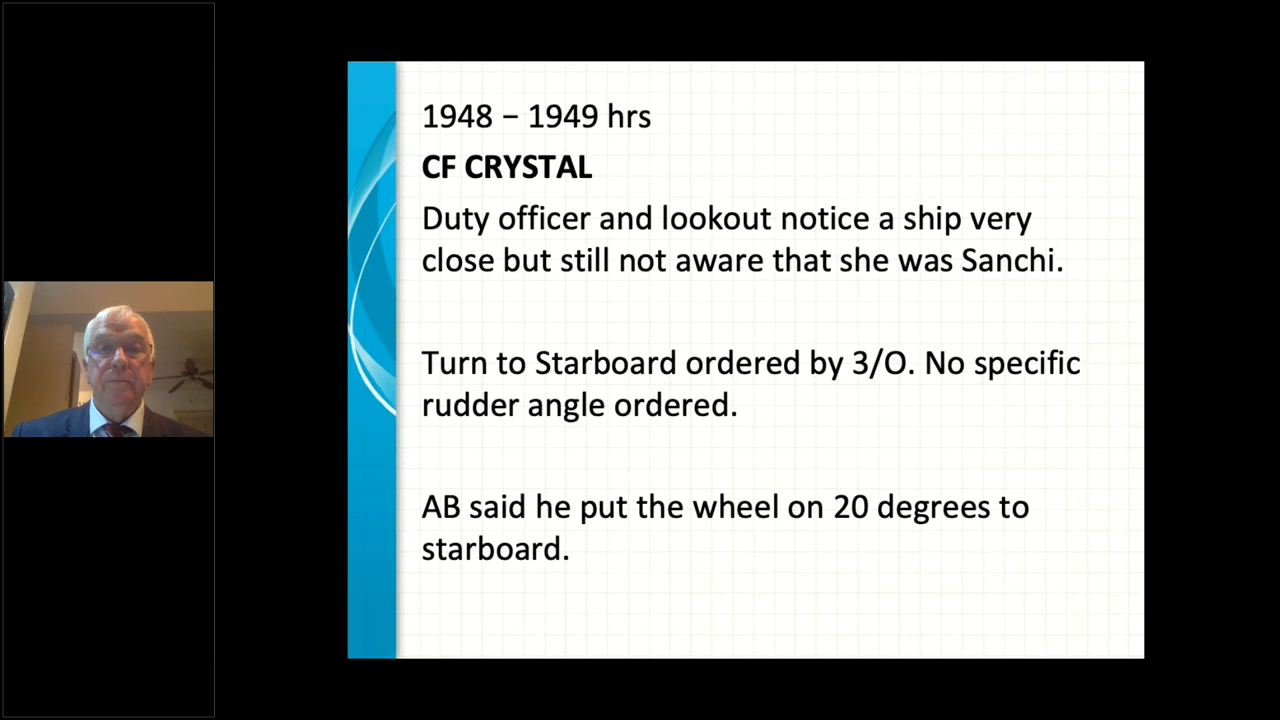 1948 – 1949 hrs
CF CRYSTAL
Duty officer and lookout notice a ship very
close but still not aware that she was Sanchi.
Turn to Starboard ordered by 3/O. No specific
rudder angle ordered.
AB said he put the wheel on 20 degrees to
starboard.